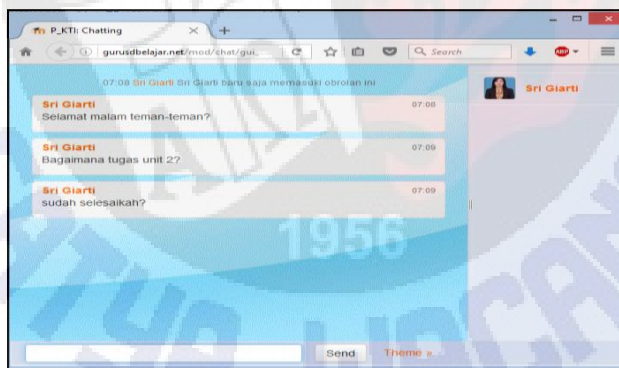 P_KTI: Chatting
gurusdbelajar.net/mod/chat/gui_
Search
ABP
07:08 Sri Giarti Sri Giarti baru saja memasuki obrolan ini
Sri Giarti
Sri Giarti 07:08
Selamat malam teman-teman?
Sri Giarti 07:09
Bagaimana tugas unit 2?
Sri Giarti 07:09
sudah selesaikah?
1956
Send Theme »